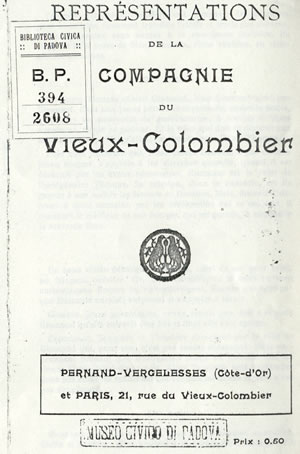 REPRÉSENTATIONS
BIBLIOTECA CIVICA
:: DI PADOVA ::
B. P.
394
2608
DE LA
COMPAGNIE
DU
Vieux-Colombier
PERNAND-VERGELESSES (Côte-d'Or)
et PARIS, 21, rue du Vieux-Colombier
MUSEO CIVICO DI PADOVA
Prix : 0.50